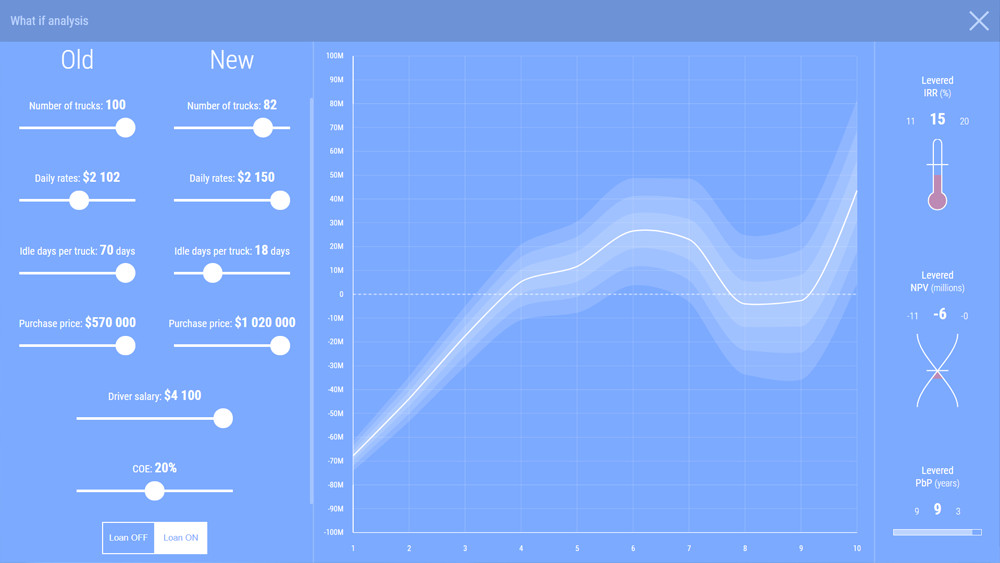 What if analysis
Old
New
Number of trucks: 100
Number of trucks: 82
Daily rates: $2 102
Daily rates: $2 150
Idle days per truck: 70 days
Idle days per truck: 18 days
Purchase price: $570 000
Purchase price: $1 020 000
Driver salary: $4 100
COE: 20%
Loan OFF
Loan ON
100M
90M
80M
70M
60M
50M
40M
30M
20M
10M
0
-10M
-20M
-30M
-40M
-50M
-60M
-70M
-80M
-90M
-100M
1 2 3 4 5 6 7 8 9 10
Levered
IRR (%)
11 15 20
Levered
NPV (millions)
-11 -6 -0
Levered
PbP (years)
9 9 3